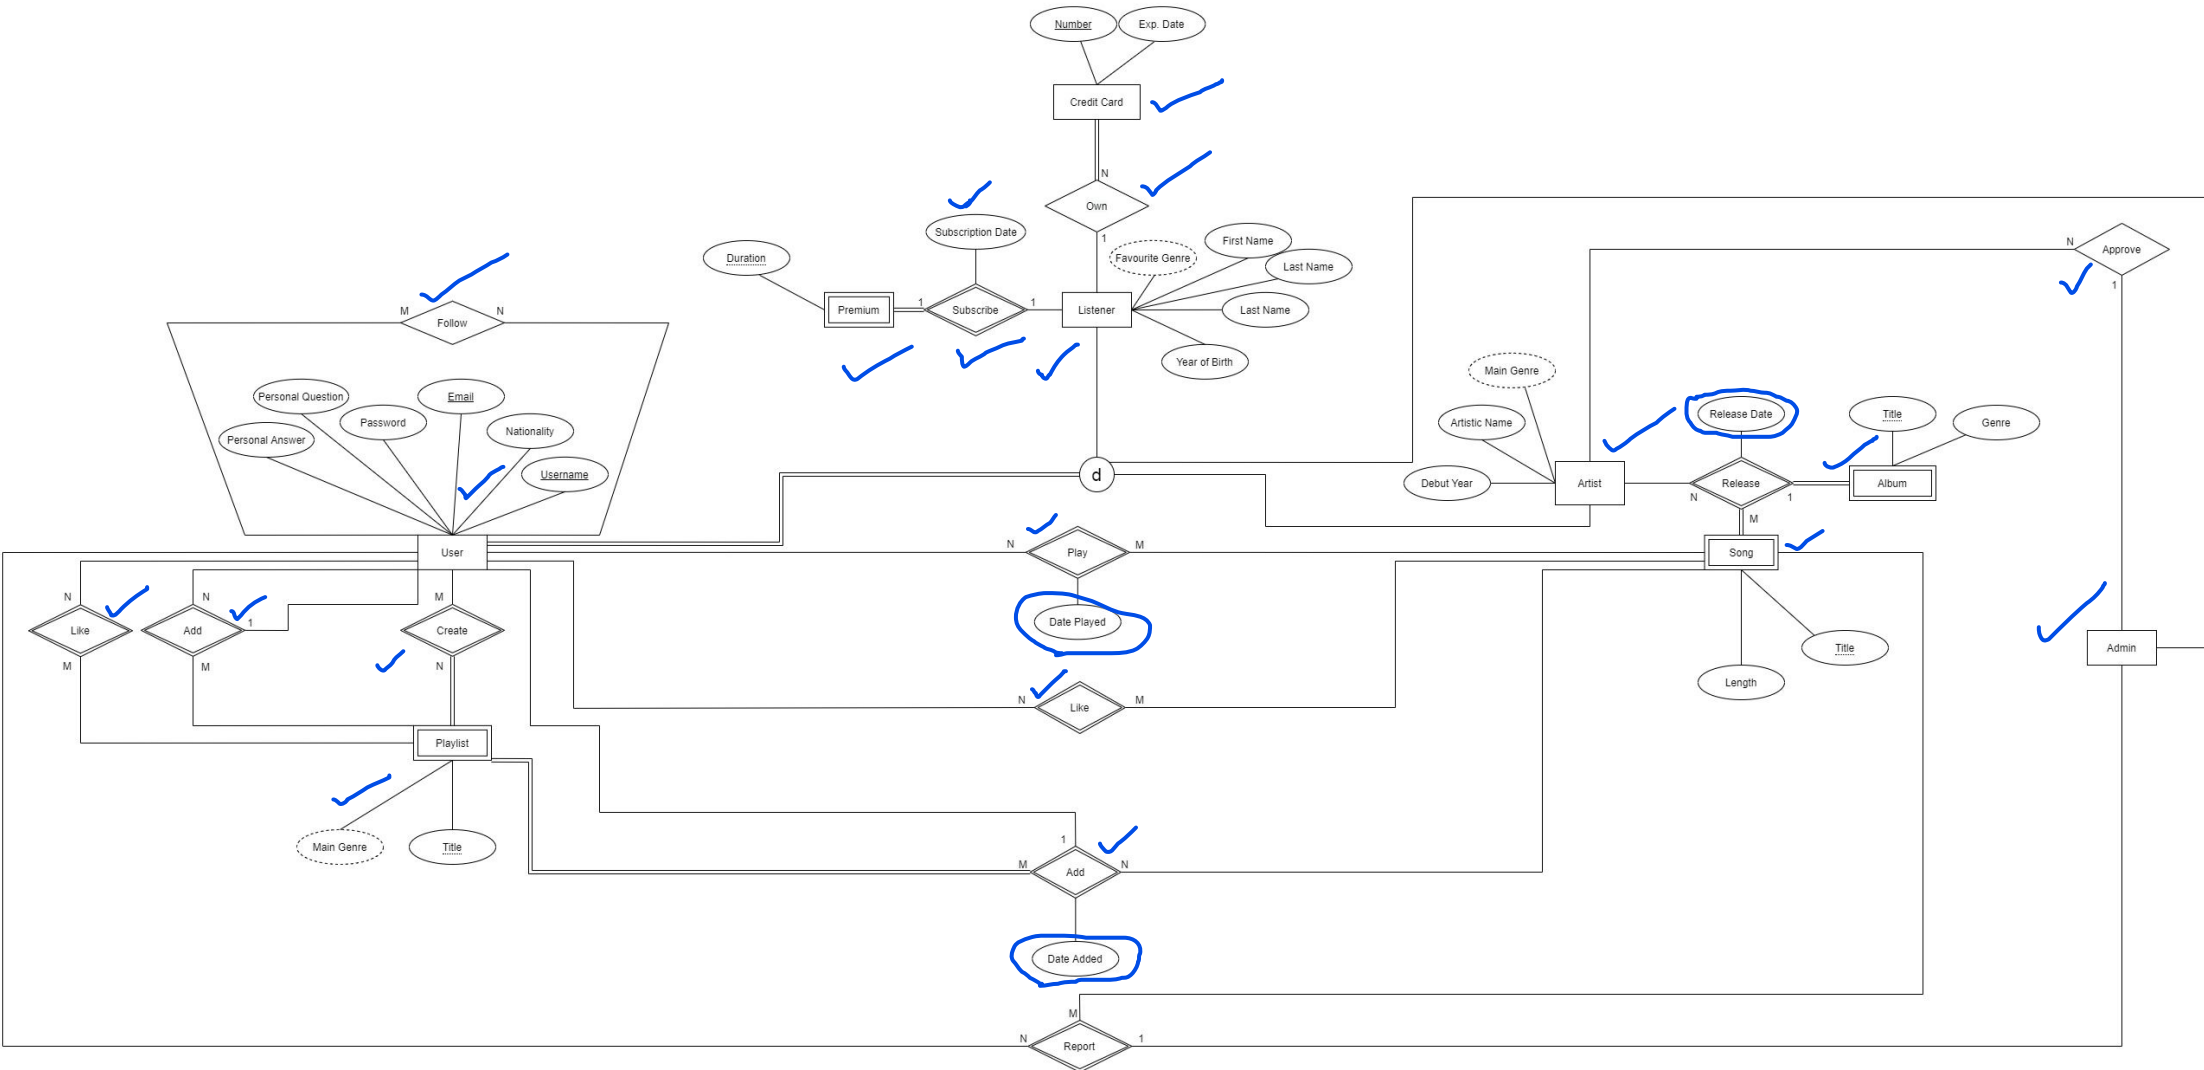 Number
Exp. Date
Credit Card
N
Own
1
Subscription Date
Duration
Premium
1
Subscribe
1
Listener
Favourite Genre
First Name
Last Name
Last Name
Year of Birth
N
Approve
1
M
Follow
N
Personal Question
Email
Password
Personal Answer
Nationality
Username
d
Main Genre
Artistic Name
Debut Year
Artist
Release Date
N
Release
1
M
Title
Genre
Album
User
N
Play
M
Date Played
Song
Title
Length
Admin
N
Like
M
N
Add
1
M
M
Create
N
N
Like
M
Playlist
Main Genre
Title
1
M
Add
N
Date Added
M
N
Report
1